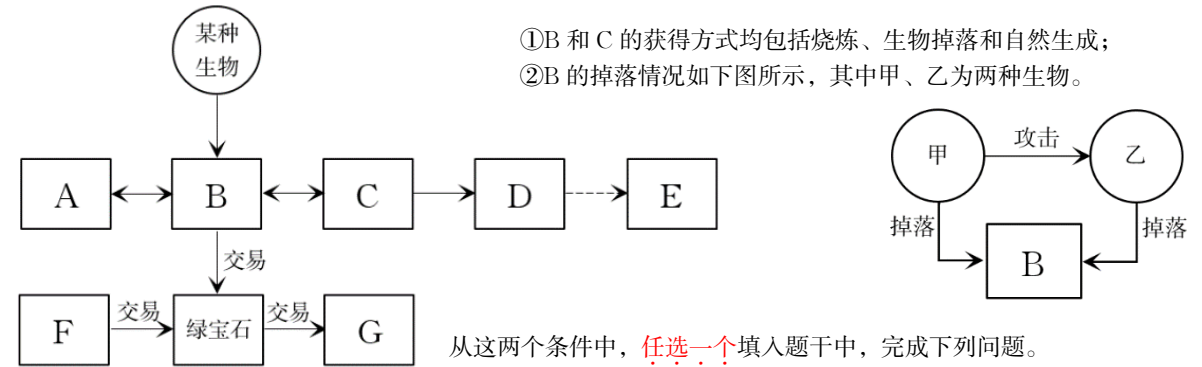 某种
生物
①B 和 C 的获得方式均包括烧炼、生物掉落和自然生成；
②B 的掉落情况如下图所示，其中甲、乙为两种生物。
甲
攻击
乙
A
B
C
D
E
掉落
掉落
B
交易
F
交易
绿宝石
交易
G
从这两个条件中，任选一个填入题干中，完成下列问题。